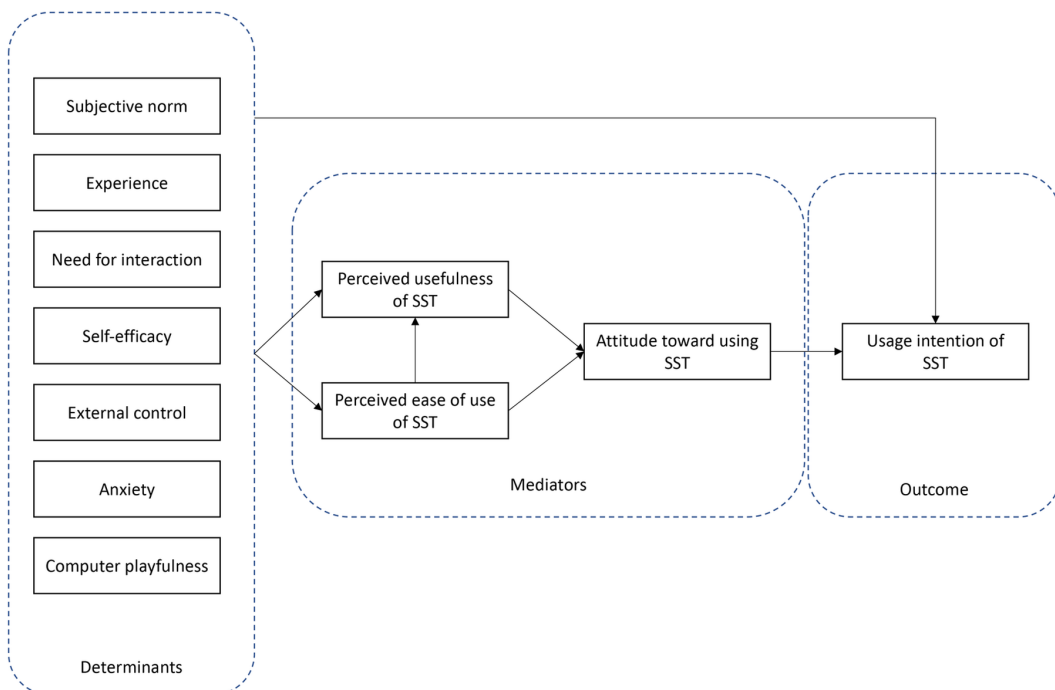 Subjective norm
Experience
Need for interaction
Self-efficacy
External control
Anxiety
Computer playfulness
Determinants
Perceived usefulness
of SST
Perceived ease of use
of SST
Attitude toward using
SST
Mediators
Usage intention of
SST
Outcome